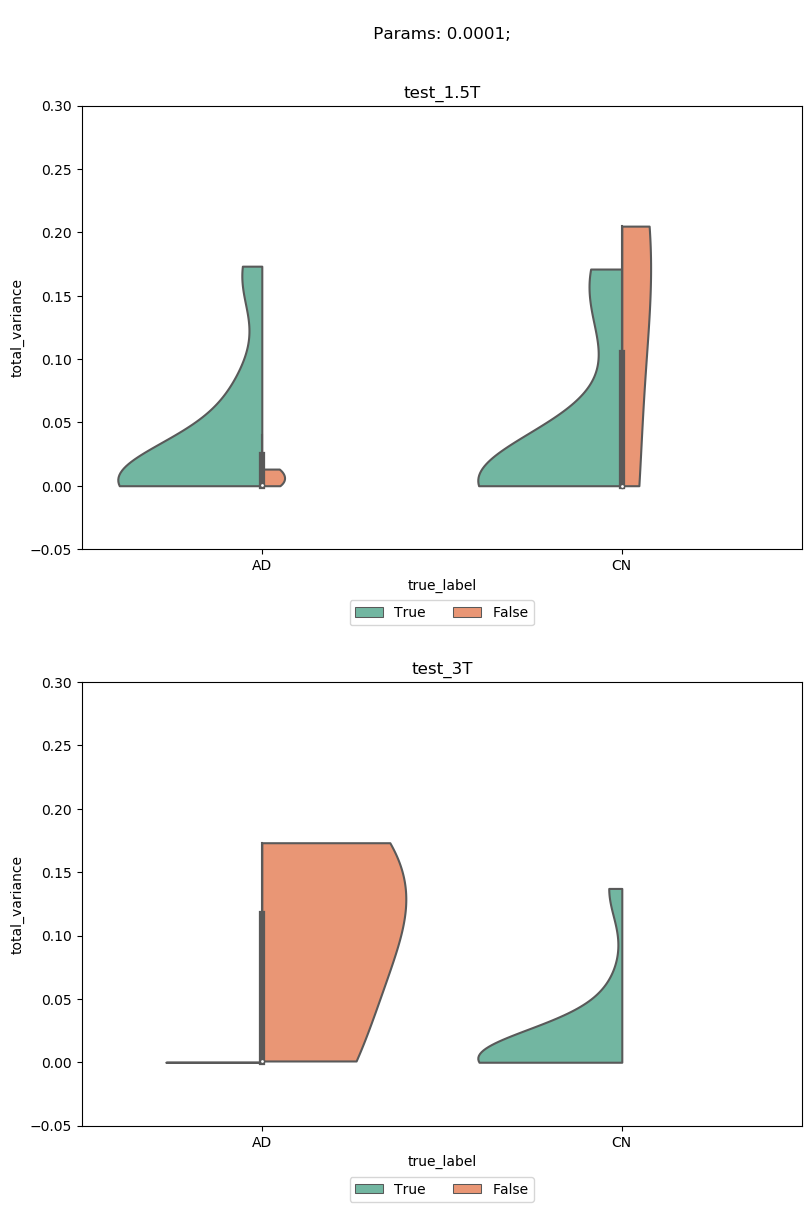 Params: 0.0001;
test_1.5T
0.30
0.25
0.20
0.15
0.10
0.05
0.00
−0.05
total_variance
AD CN
true_label
True False
test_3T
0.30
0.25
0.20
0.15
0.10
0.05
0.00
−0.05
total_variance
AD CN
true_label
True False